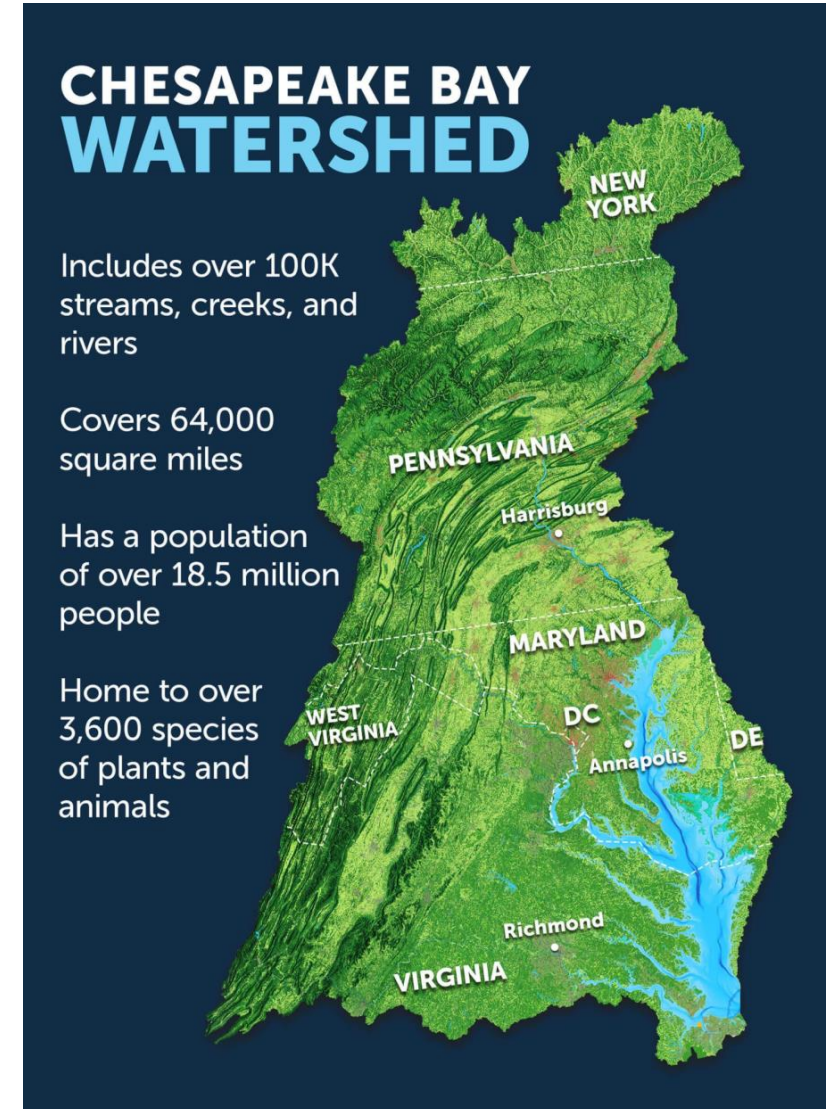 CHESAPEAKE BAY
WATERSHED
Includes over 100K
streams, creeks, and
rivers
Covers 64,000
square miles
Has a population
of over 18.5 million
people
Home to over
3,600 species
of plants and
animals
NEW
YORK
PENNSYLVANIA
Harrisburg
MARYLAND
WEST
VIRGINIA
DC
DE
Annapolis
Richmond
VIRGINIA